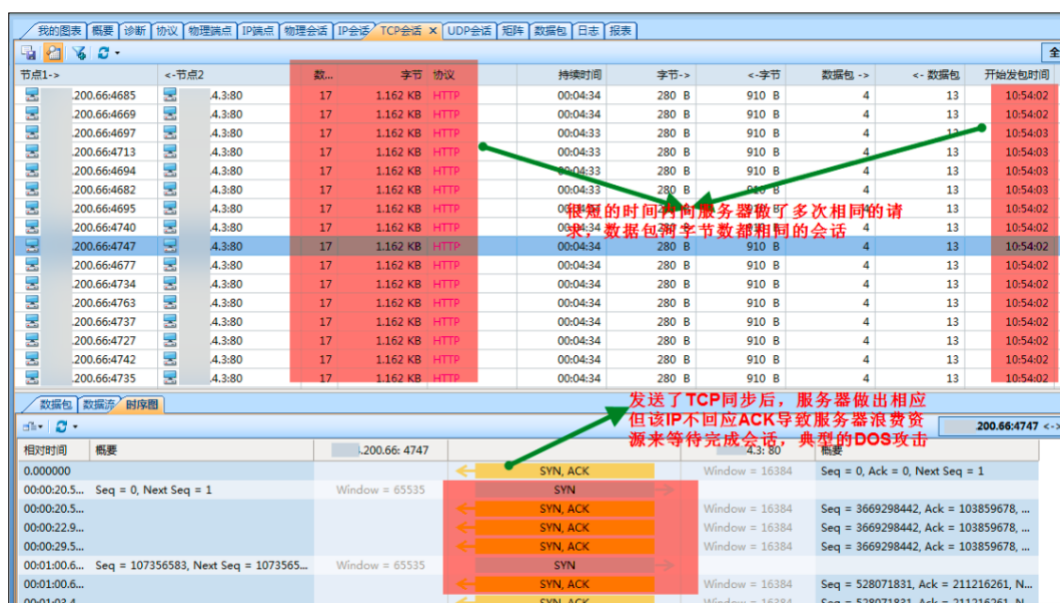 我的图表 概要 诊断 协议 物理端点 IP端点 物理会话 IP会话 TCP会话 × UDP会话 矩阵 数据包 日志 报表
全
节点1-> <-节点2 数... 字节 协议 持续时间 字节-> <-字节 数据包 -> <- 数据包 开始发包时间
.200.66:4685 .4.3:80 17 1.162 KB HTTP 00:04:34 280 B 910 B 4 13 10:54:02
.200.66:4669 .4.3:80 17 1.162 KB HTTP 00:04:34 280 B 910 B 4 13 10:54:02
.200.66:4697 .4.3:80 17 1.162 KB HTTP 00:04:33 280 B 910 B 4 13 10:54:03
.200.66:4713 .4.3:80 17 1.162 KB HTTP 00:04:33 280 B 910 B 4 13 10:54:03
.200.66:4694 .4.3:80 17 1.162 KB HTTP 00:04:33 280 B 910 B 4 13 10:54:03
.200.66:4682 .4.3:80 17 1.162 KB HTTP 00:04:33 280 B 910 B 4 13 10:54:03
.200.66:4695 .4.3:80 17 1.162 KB HTTP 4 13 10:54:02
很短的时间内向服务器做了多次相同的请
.200.66:4740 .4.3:80 17 1.162 KB HTTP 4 13 10:54:02
求，数据包和字节数都相同的会话
.200.66:4747 .4.3:80 17 1.162 KB HTTP 00:04:34 280 B 910 B 4 13 10:54:02
.200.66:4677 .4.3:80 17 1.162 KB HTTP 00:04:34 280 B 910 B 4 13 10:54:02
.200.66:4734 .4.3:80 17 1.162 KB HTTP 00:04:34 280 B 910 B 4 13 10:54:02
.200.66:4763 .4.3:80 17 1.162 KB HTTP 00:04:34 280 B 910 B 4 13 10:54:02
.200.66:4737 .4.3:80 17 1.162 KB HTTP 00:04:34 280 B 910 B 4 13 10:54:02
.200.66:4727 .4.3:80 17 1.162 KB HTTP 00:04:34 280 B 910 B 4 13 10:54:02
.200.66:4742 .4.3:80 17 1.162 KB HTTP 00:04:34 280 B 910 B 4 13 10:54:02
.200.66:4735 .4.3:80 17 1.162 KB HTTP 00:04:34 280 B 910 B 4 13 10:54:02
数据包 数据流 时序图
发送了TCP同步后，服务器做出相应
但该IP不回应ACK导致服务器浪费资
源来等待完成会话，典型的DOS攻击
.200.66:4747 <->
相对时间 概要 .200.66: 4747 .4.3: 80 概要
0.000000 SYN, ACK Window = 16384 Seq = 0, Ack = 0, Next Seq = 1
00:00:20.5... Seq = 0, Next Seq = 1 Window = 65535 SYN
00:00:20.5... SYN, ACK Window = 16384 Seq = 3669298442, Ack = 103859678, ...
00:00:22.9... SYN, ACK Window = 16384 Seq = 3669298442, Ack = 103859678, ...
00:00:29.5... SYN, ACK Window = 16384 Seq = 3669298442, Ack = 103859678, ...
00:01:00.6... Seq = 107356583, Next Seq = 1073565... Window = 65535 SYN
00:01:00.6... SYN, ACK Window = 16384 Seq = 528071831, Ack = 211216261, N...
00:01:03.4... SYN, ACK Window = 16384 Seq = 528071831, Ack = 211216261, N...